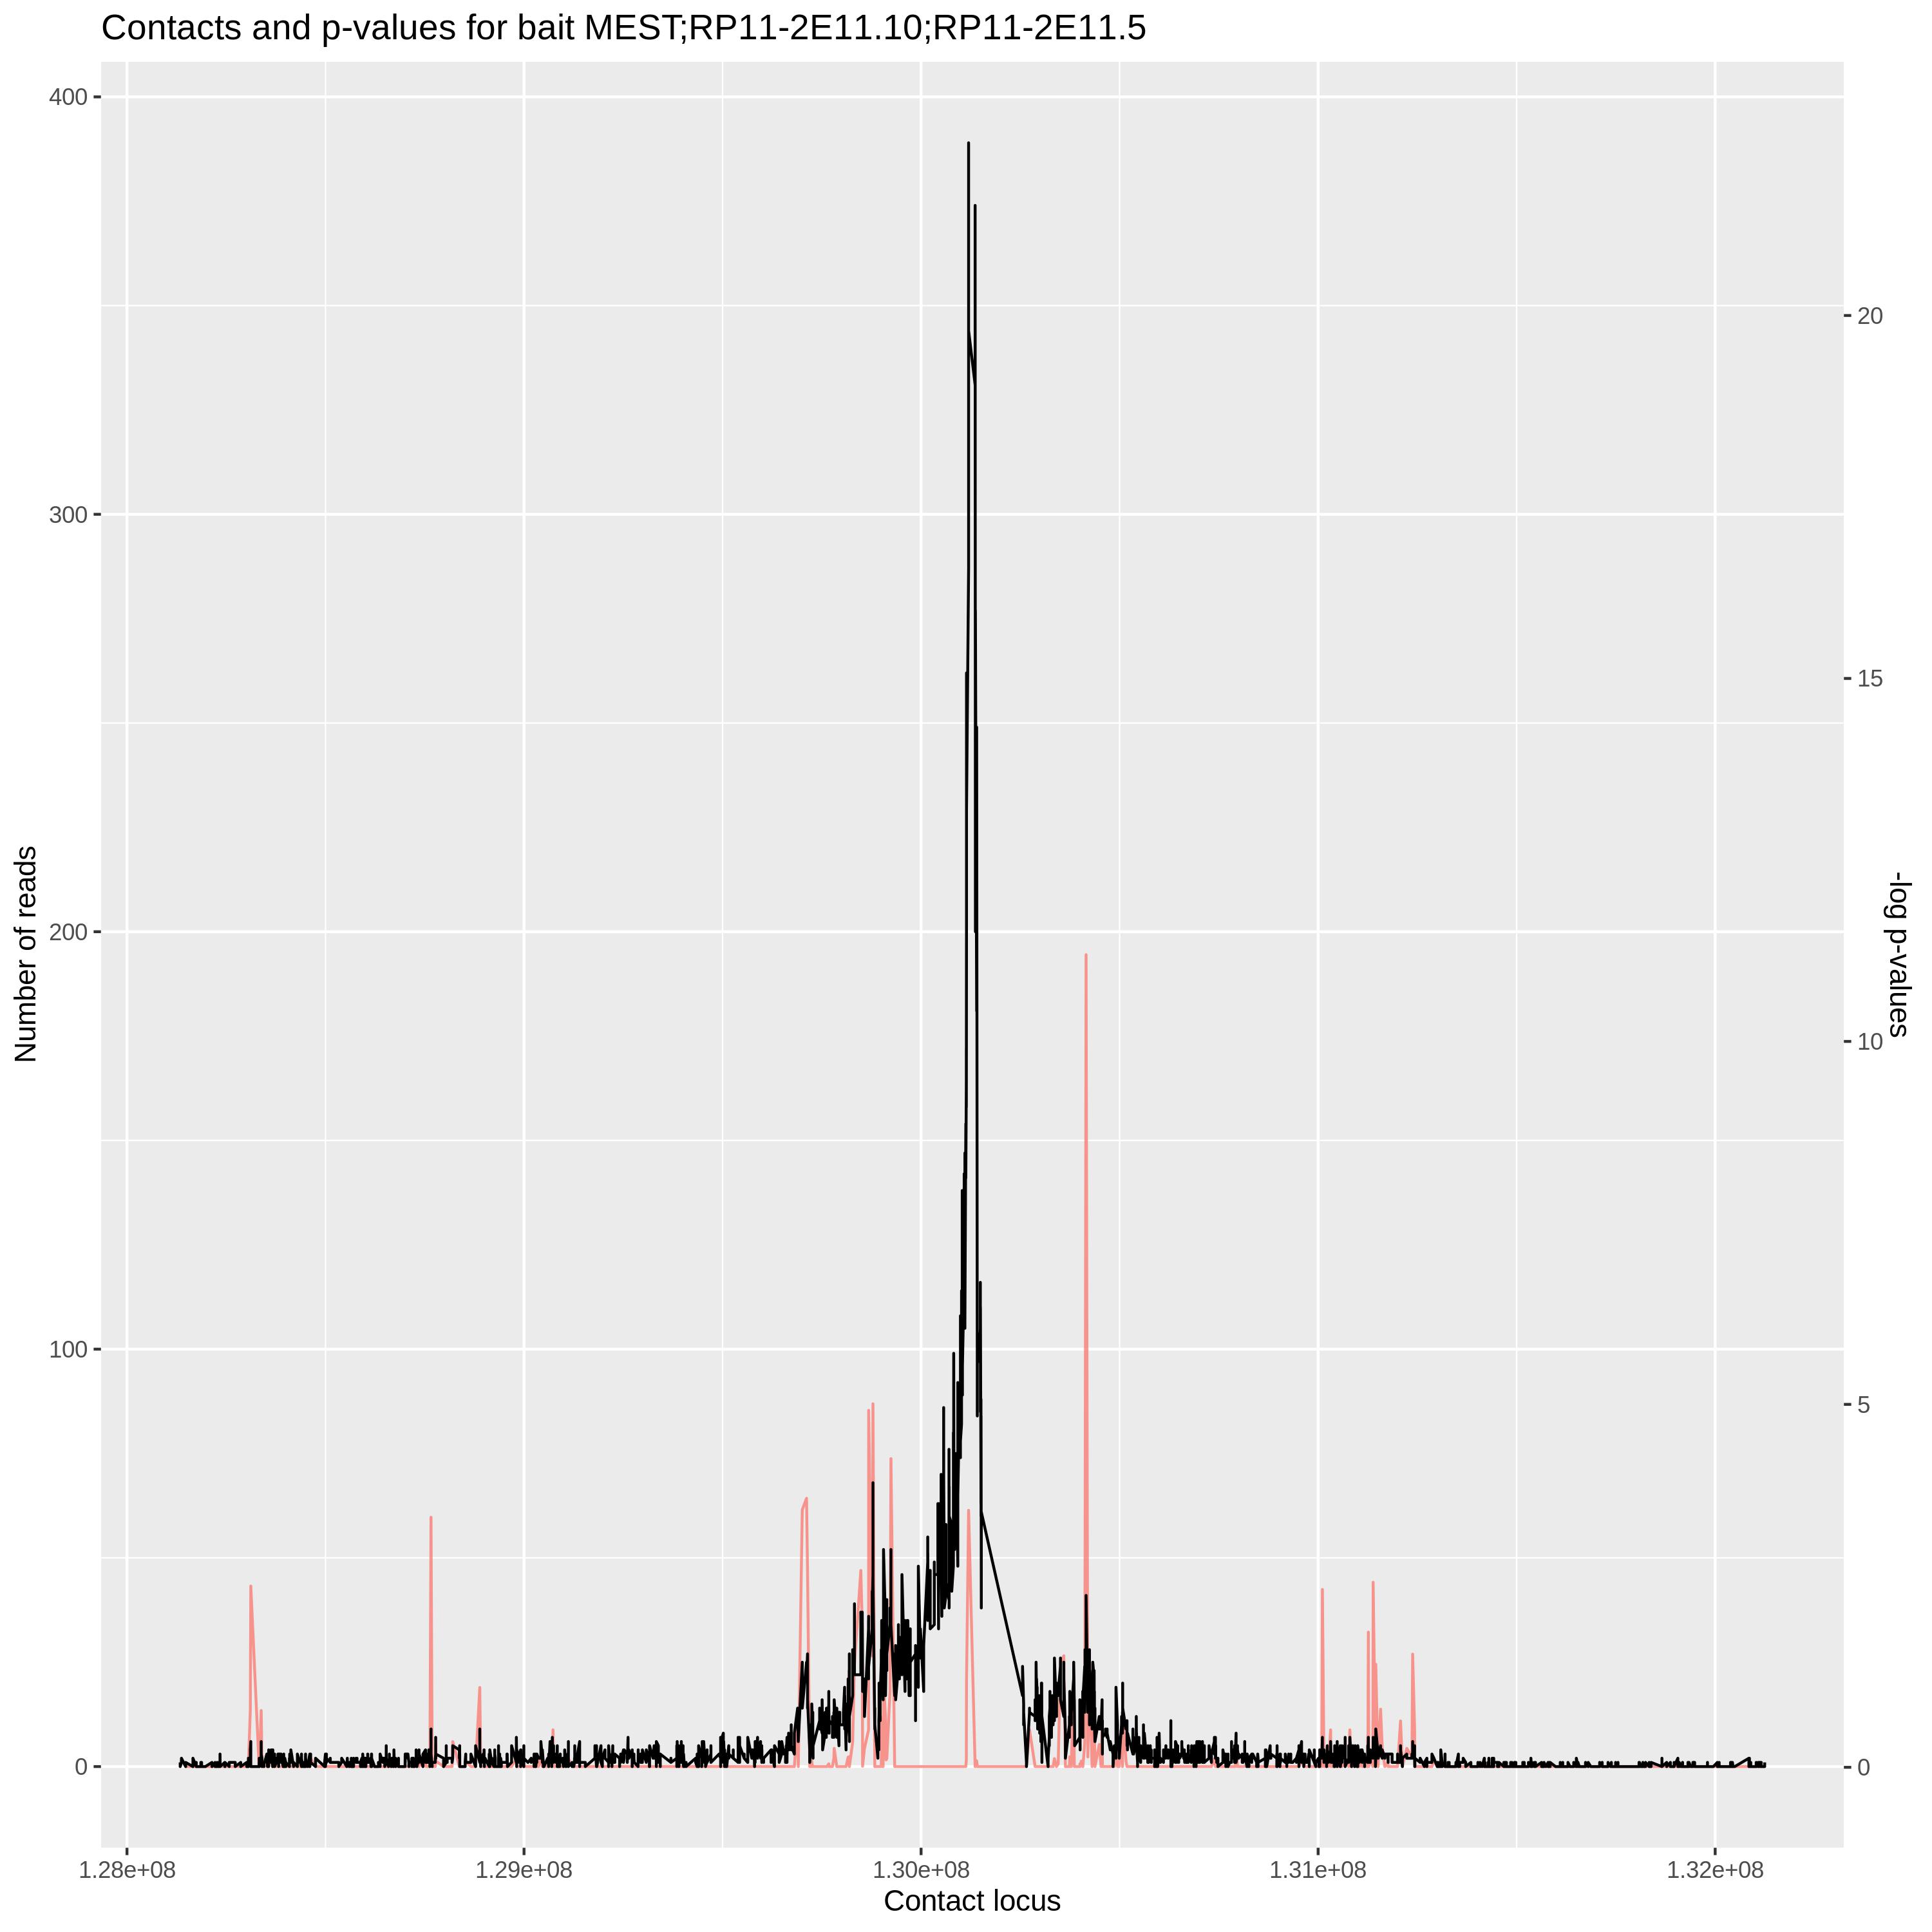 Contacts and p-values for bait MEST;RP11-2E11.10;RP11-2E11.5
400
300
200
100
0
Number of reads
20
15
10
5
0
-log p-values
1.28e+08 1.29e+08 1.30e+08 1.31e+08 1.32e+08
Contact locus